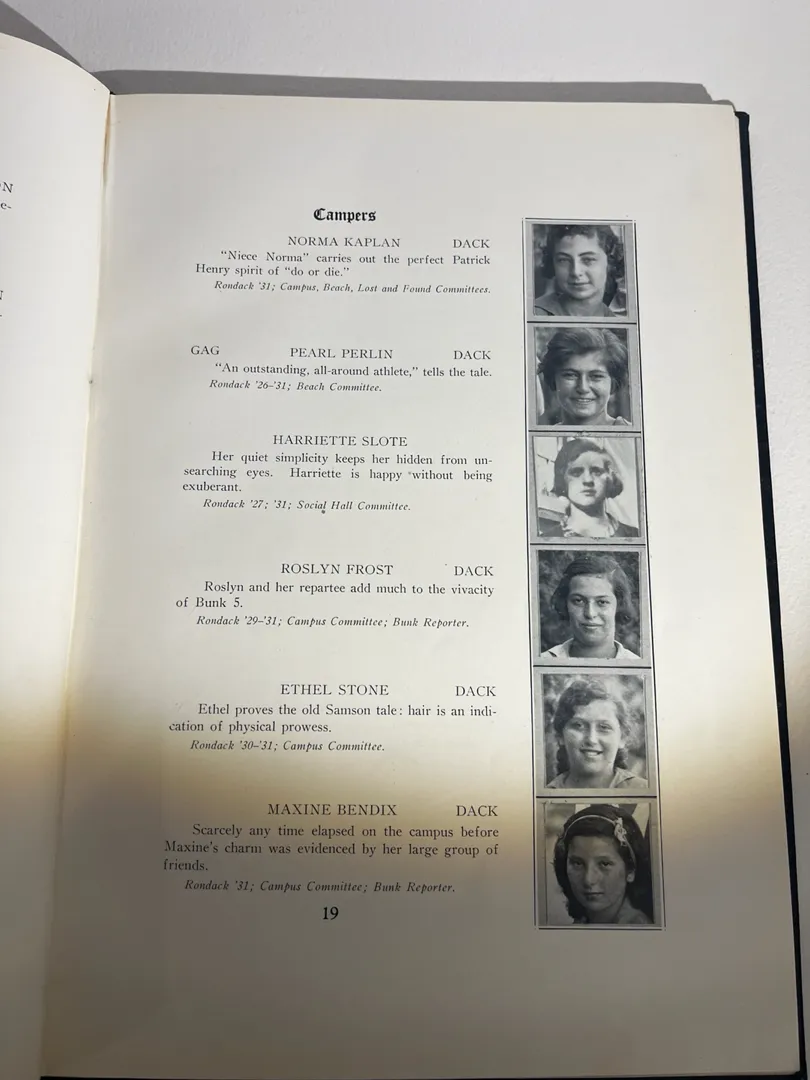 Campers
NORMA KAPLAN DACK
"Niece Norma" carries out the perfect Patrick
Henry spirit of "do or die."
Rondack '31; Campus, Beach, Lost and Found Committees.
GAG PEARL PERLIN DACK
"An outstanding, all-around athlete," tells the tale.
Rondack '26–'31; Beach Committee.
HARRIETTE SLOTE
Her quiet simplicity keeps her hidden from un-
searching eyes. Harriette is happy without being
exuberant.
Rondack '27; '31; Social Hall Committee.
ROSLYN FROST DACK
Roslyn and her repartee add much to the vivacity
of Bunk 5.
Rondack '29–'31; Campus Committee; Bunk Reporter.
ETHEL STONE DACK
Ethel proves the old Samson tale: hair is an indi-
cation of physical prowess.
Rondack '30–'31; Campus Committee.
MAXINE BENDIX DACK
Scarcely any time elapsed on the campus before
Maxine's charm was evidenced by her large group of
friends.
Rondack '31; Campus Committee; Bunk Reporter.
19